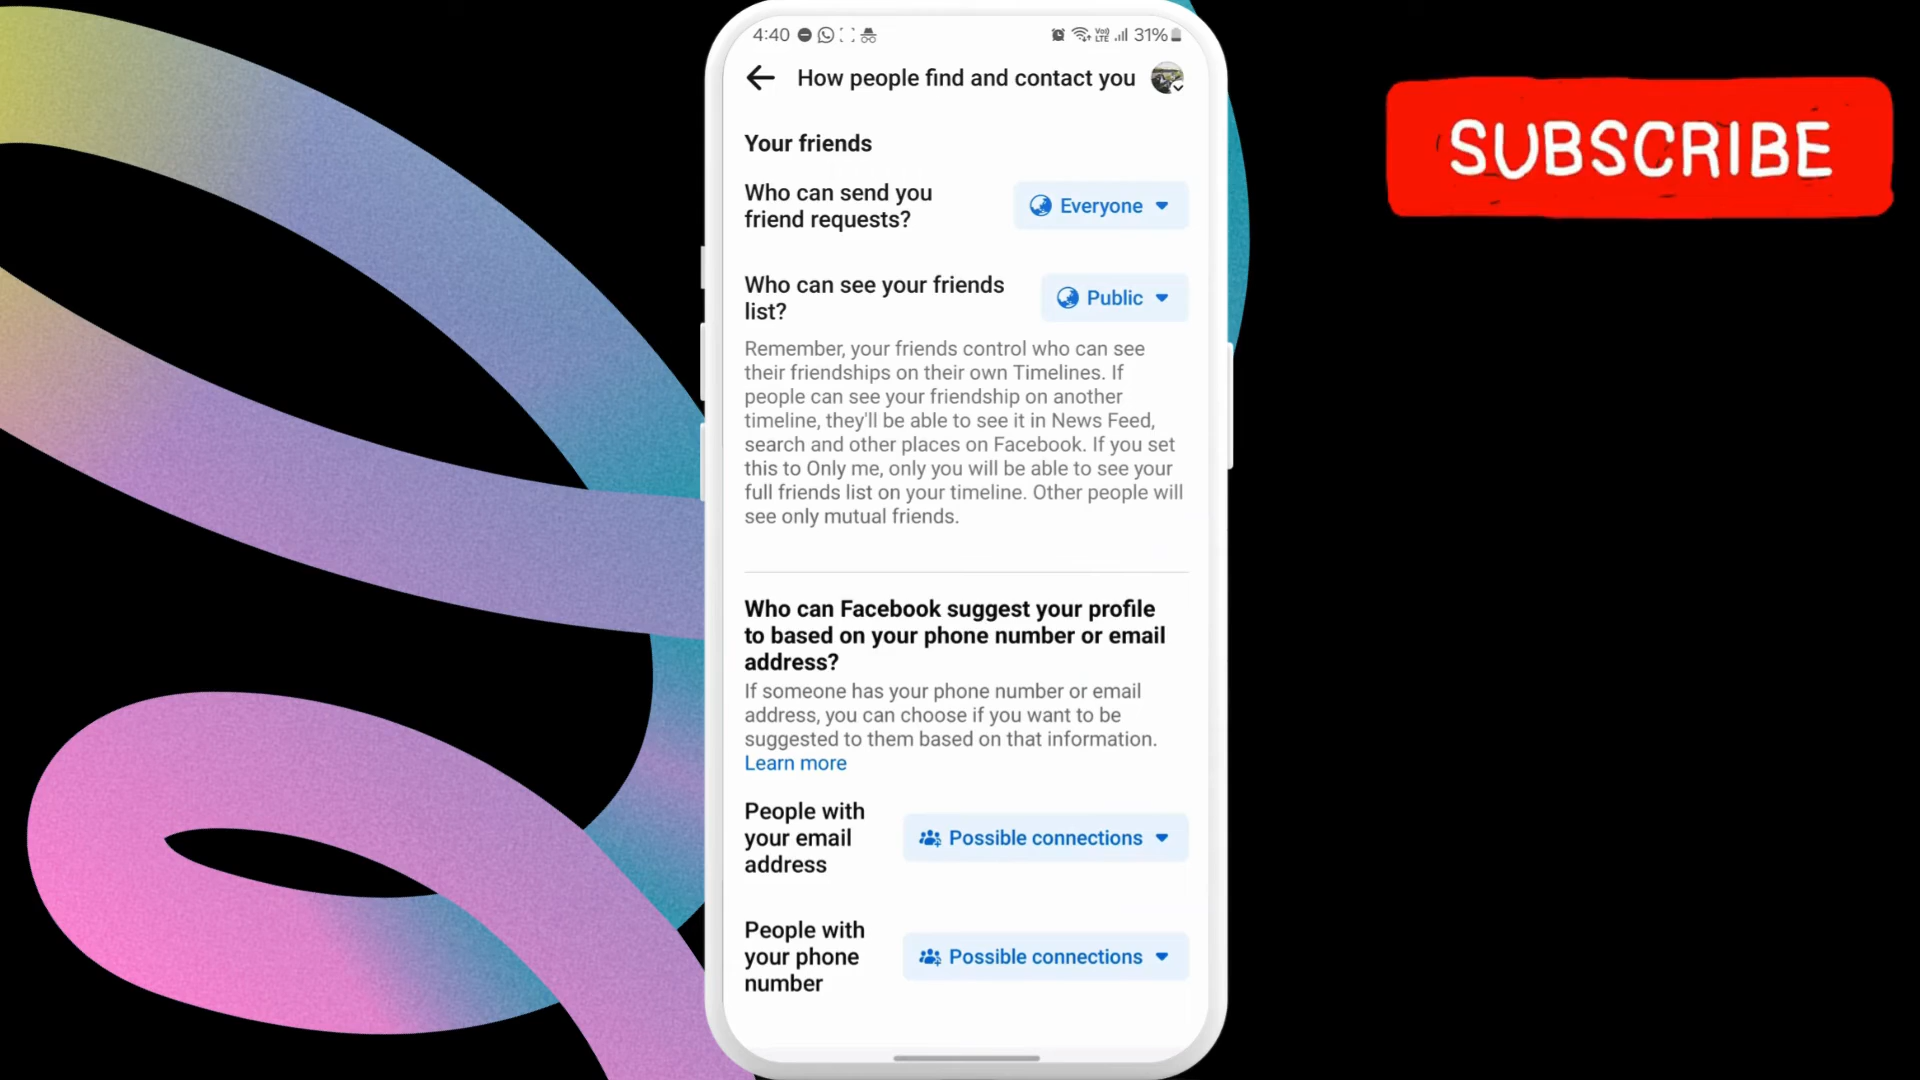 4:40 Vo) LTE 31%
How people find and contact you
Your friends
Who can send you
friend requests?
Everyone
Who can see your friends
list?
Public
Remember, your friends control who can see
their friendships on their own Timelines. If
people can see your friendship on another
timeline, they'll be able to see it in News Feed,
search and other places on Facebook. If you set
this to Only me, only you will be able to see your
full friends list on your timeline. Other people will
see only mutual friends.
Who can Facebook suggest your profile
to based on your phone number or email
address?
If someone has your phone number or email
address, you can choose if you want to be
suggested to them based on that information.
Learn more
People with
your email
address
Possible connections
People with
your phone
number
Possible connections
SUBSCRIBE